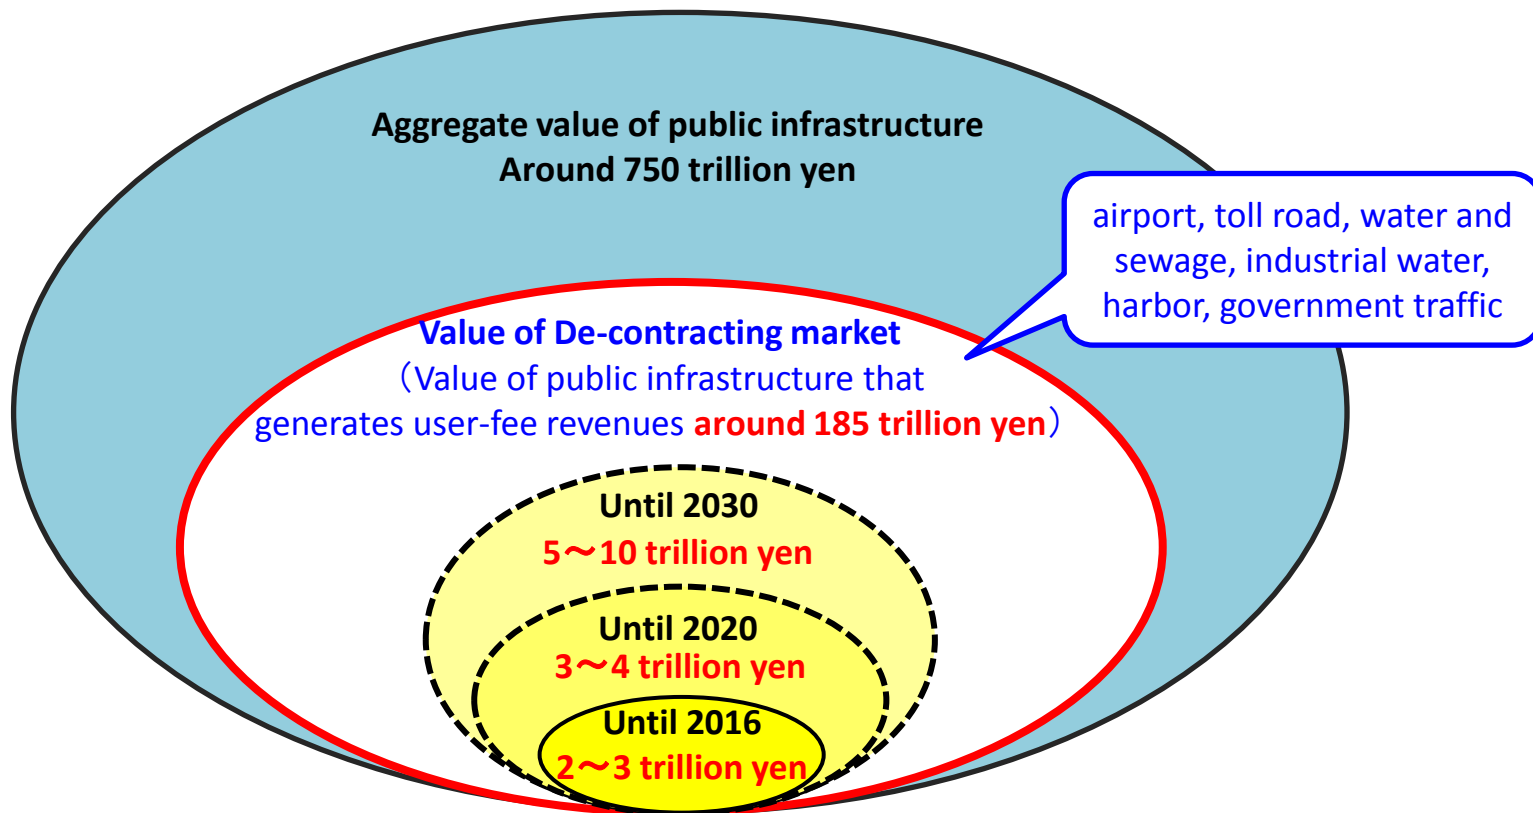 Aggregate value of public infrastructure
Around 750 trillion yen
airport, toll road, water and
sewage, industrial water,
harbor, government traffic
Value of De-contracting market
（Value of public infrastructure that
generates user-fee revenues around 185 trillion yen）
Until 2030
5～10 trillion yen
Until 2020
3～4 trillion yen
Until 2016
2～3 trillion yen